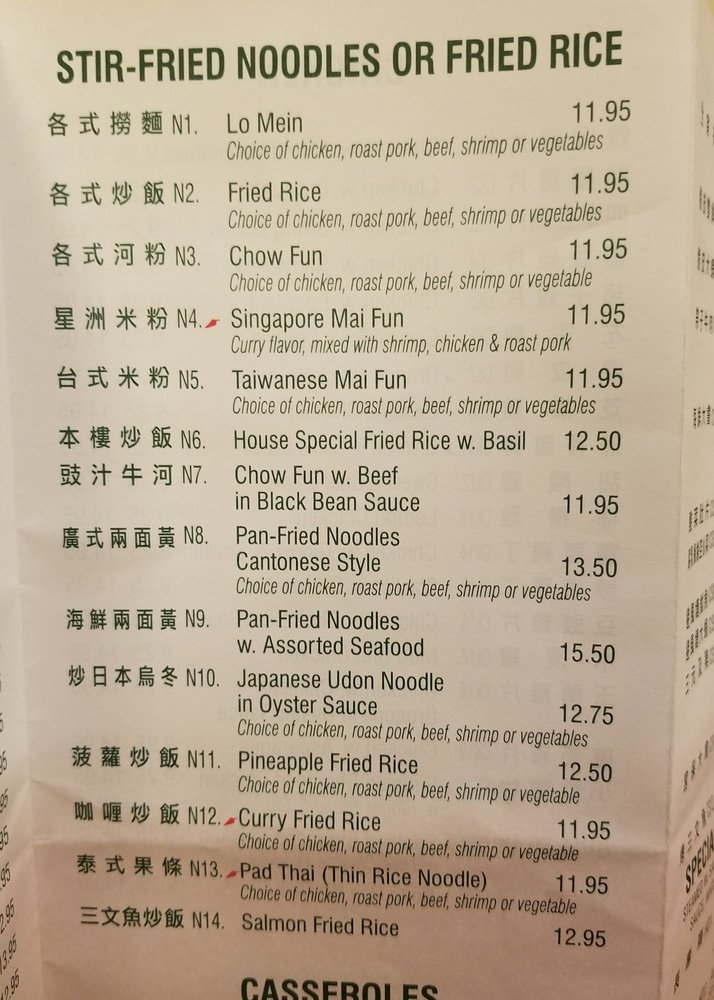 STIR-FRIED NOODLES OR FRIED RICE
各式撈麵 N1. Lo Mein 11.95
Choice of chicken, roast pork, beef, shrimp or vegetables
各式炒飯 N2. Fried Rice 11.95
Choice of chicken, roast pork, beef, shrimp or vegetables
各式河粉 N3. Chow Fun 11.95
Choice of chicken, roast pork, beef, shrimp or vegetable
星洲米粉 N4. Singapore Mai Fun 11.95
Curry flavor, mixed with shrimp, chicken & roast pork
台式米粉 N5. Taiwanese Mai Fun 11.95
Choice of chicken, roast pork, beef, shrimp or vegetables
本樓炒飯 N6. House Special Fried Rice w. Basil 12.50
豉汁牛河 N7. Chow Fun w. Beef
in Black Bean Sauce 11.95
廣式兩面黃 N8. Pan-Fried Noodles
Cantonese Style 13.50
Choice of chicken, roast pork, beef, shrimp or vegetables
海鮮兩面黃 N9. Pan-Fried Noodles
w. Assorted Seafood 15.50
炒日本烏冬 N10. Japanese Udon Noodle
in Oyster Sauce 12.75
Choice of chicken, roast pork, beef, shrimp or vegetables
菠蘿炒飯 N11. Pineapple Fried Rice 12.50
Choice of chicken, roast pork, beef, shrimp or vegetable
咖喱炒飯 N12. Curry Fried Rice 11.95
Choice of chicken, roast pork, beef, shrimp or vegetable
泰式果條 N13. Pad Thai (Thin Rice Noodle) 11.95
Choice of chicken, roast pork, beef, shrimp or vegetable
三文魚炒飯 N14. Salmon Fried Rice 12.95
CASSEROLES